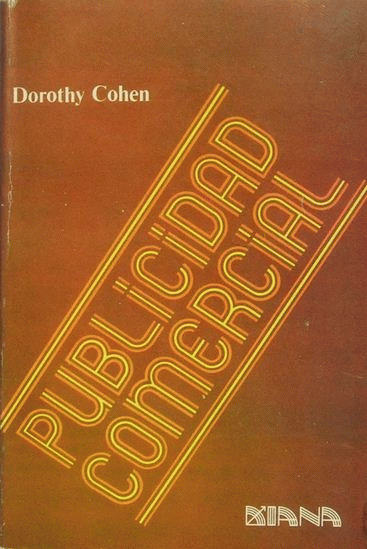 Dorothy Cohen
PUBLICIDAD
COMERCIAL
DIANA